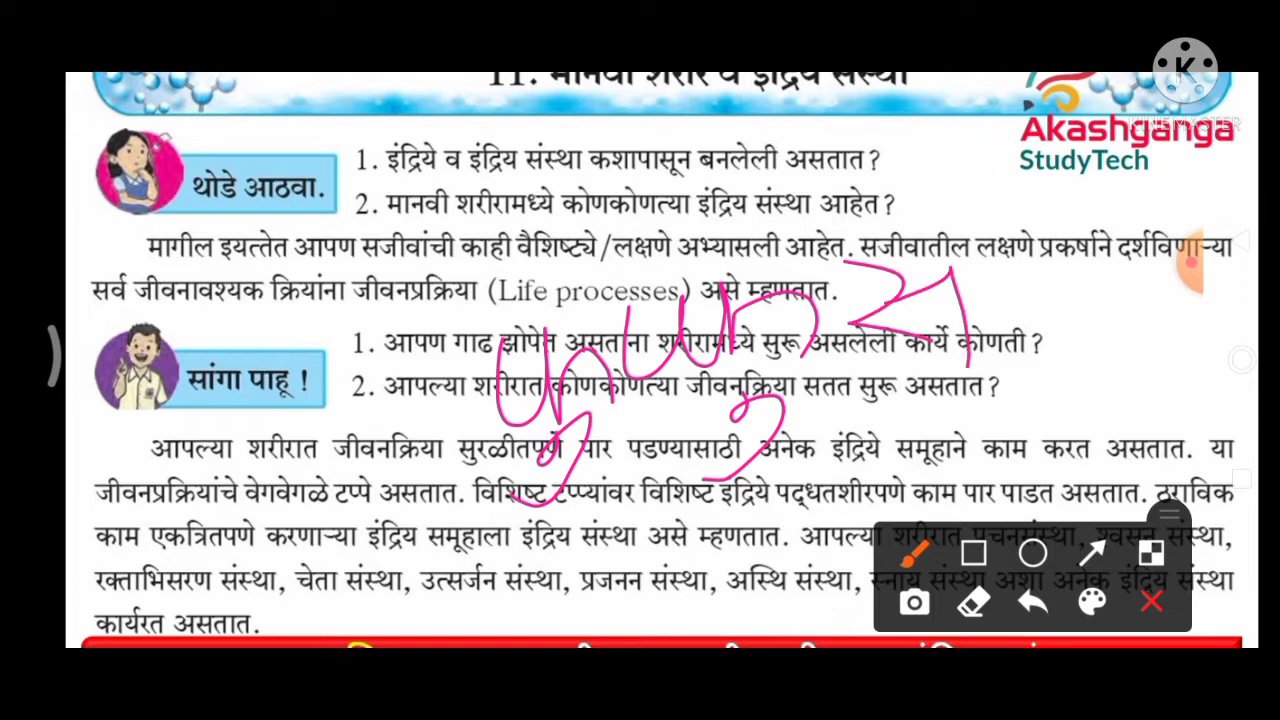 11. मानवी शरीर व इंद्रिय संस्था
KINEMASTER
Akashyanga
StudyTech
थोडे आठवा.
1. इंद्रिये व इंद्रिय संस्था कशापासून बनलेली असतात?
2. मानवी शरीरामध्ये कोणकोणत्या इंद्रिय संस्था आहेत?
मागील इयत्तेत आपण सजीवांची काही वैशिष्ट्ये/लक्षणे अभ्यासली आहेत. सजीवातील लक्षणे प्रकर्षाने दर्शविणाऱ्या
सर्व जीवनावश्यक क्रियांना जीवनप्रक्रिया (Life processes) असे म्हणतात.
सांगा पाहू !
1. आपण गाढ झोपेत असताना शरीरामध्ये सुरू असलेली कार्ये कोणती?
2. आपल्या शरीरात कोणकोणत्या जीवनक्रिया सतत सुरू असतात?
आपल्या शरीरात जीवनक्रिया सुरळीतपणे पार पडण्यासाठी अनेक इंद्रिये समूहाने काम करत असतात. या
जीवनप्रक्रियांचे वेगवेगळे टप्पे असतात. विशिष्ट टप्प्यांवर विशिष्ट इंद्रिये पद्धतशीरपणे काम पार पाडत असतात. ठराविक
काम एकत्रितपणे करणाऱ्या इंद्रिय समूहाला इंद्रिय संस्था असे म्हणतात. आपल्या शरीरात पचनसंस्था, श्वसन संस्था,
रक्ताभिसरण संस्था, चेता संस्था, उत्सर्जन संस्था, प्रजनन संस्था, अस्थि संस्था, स्नायू संस्था अशा अनेक इंद्रिय संस्था
कार्यरत असतात.